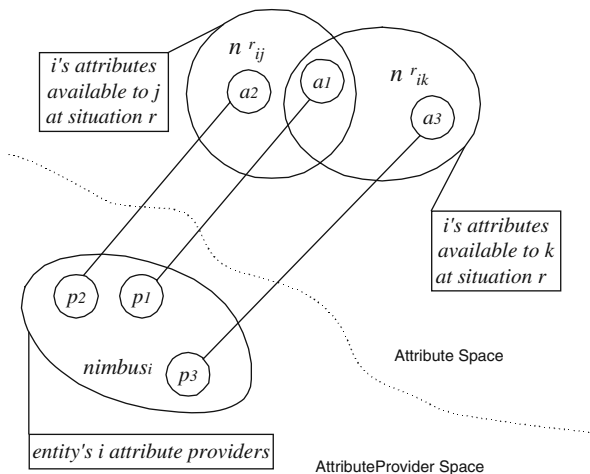 n r ij
i's attributes
available to j
at situation r
a2
a1
n r ik
a3
i's attributes
available to k
at situation r
p2
p1
nimbusi
p3
Attribute Space
entity's i attribute providers
AttributeProvider Space